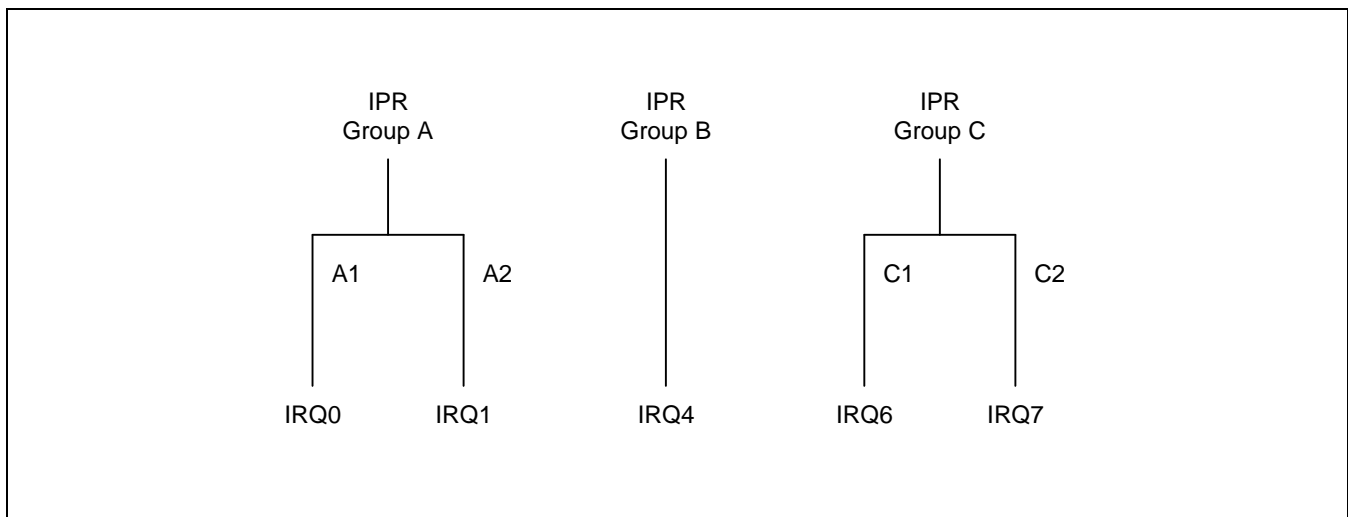 IPR
Group A
IPR
Group B
IPR
Group C
A1
A2
C1
C2
IRQ0
IRQ1
IRQ4
IRQ6
IRQ7